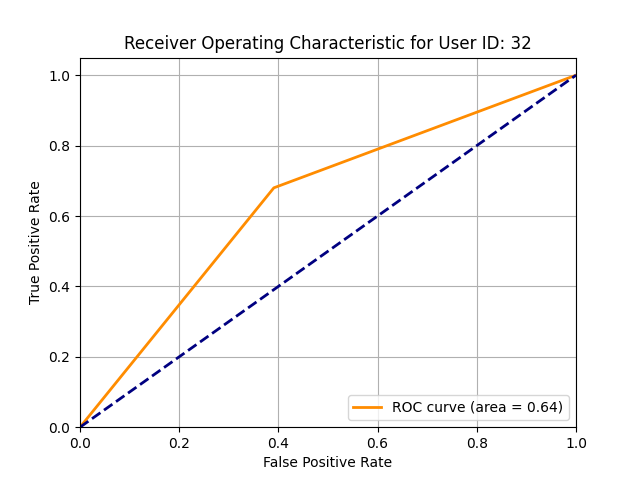 Receiver Operating Characteristic for User ID: 32
True Positive Rate
1.0
0.8
0.6
0.4
0.2
0.0
ROC curve (area = 0.64)
0.0 0.2 0.4 0.6 0.8 1.0
False Positive Rate